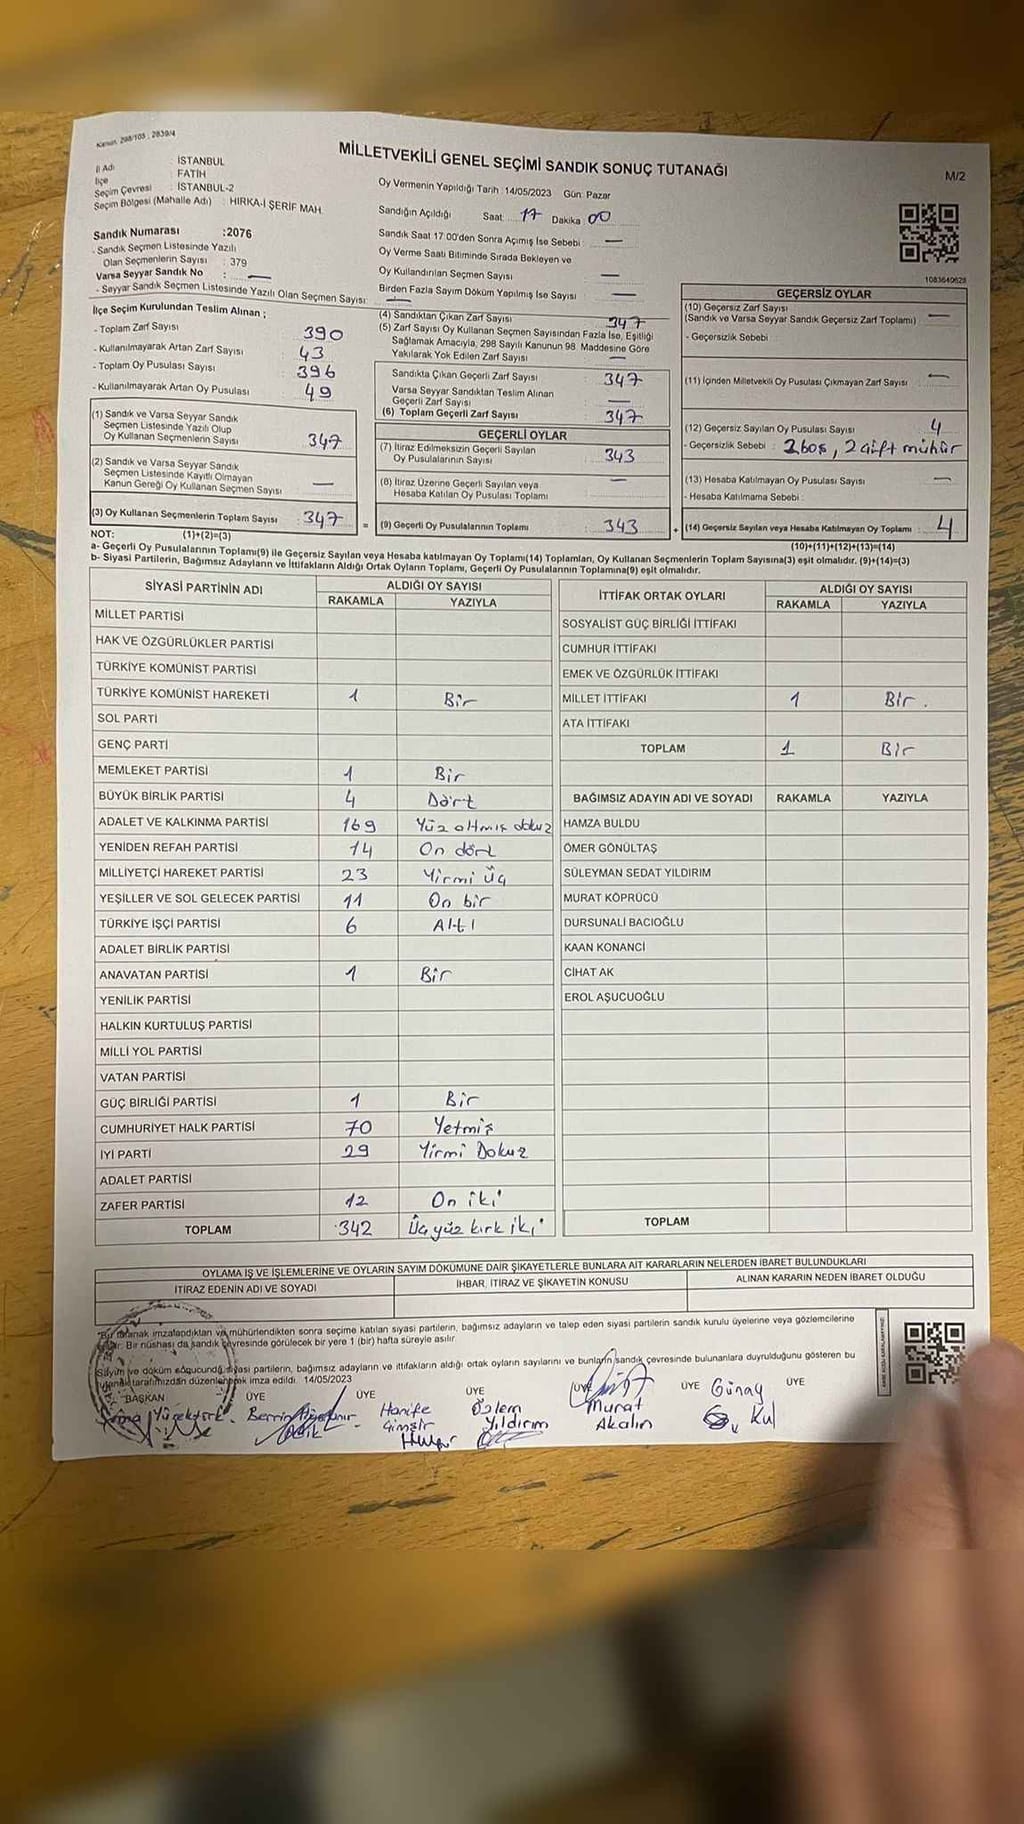 Kanun 298/105 , 2839/4
MİLLETVEKİLİ GENEL SEÇİMİ SANDIK SONUÇ TUTANAĞI
M/2
İl Adı : İSTANBUL
İlçe : FATİH
Seçim Çevresi : İSTANBUL-2
Seçim Bölgesi (Mahalle Adı) : HIRKA-İ ŞERİF MAH.
Oy Vermenin Yapıldığı Tarih : 14/05/2023 Gün: Pazar
Sandığın Açıldığı Saat: 17 Dakika: 00
Sandık Saat 17:00'den Sonra Açımış İse Sebebi : —
Oy Verme Saati Bitiminde Sırada Bekleyen ve
Oy Kullandırılan Seçmen Sayısı : —
Birden Fazla Sayım Döküm Yapılmış İse Sayısı : —
Sandık Numarası :2076
- Sandık Seçmen Listesinde Yazılı
Olan Seçmenlerin Sayısı : 379
Varsa Seyyar Sandık No : —
- Seyyar Sandık Seçmen Listesinde Yazılı Olan Seçmen Sayısı: —
1083640628
İlçe Seçim Kurulundan Teslim Alınan ;
- Toplam Zarf Sayısı 390
- Kullanılmayarak Artan Zarf Sayısı 43
- Toplam Oy Pusulası Sayısı 396
- Kullanılmayarak Artan Oy Pusulası 49
(1) Sandık ve Varsa Seyyar Sandık
Seçmen Listesinde Yazılı Olup
Oy Kullanan Seçmenlerin Sayısı 347
(2) Sandık ve Varsa Seyyar Sandık
Seçmen Listesinde Kayıtlı Olmayan
Kanun Gereği Oy Kullanan Seçmen Sayısı —
(3) Oy Kullanan Seçmenlerin Toplam Sayısı 347
(4) Sandıktan Çıkan Zarf Sayısı 347
(5) Zarf Sayısı Oy Kullanan Seçmen Sayısından Fazla İse, Eşitliği
Sağlamak Amacıyla, 298 Sayılı Kanunun 98. Maddesine Göre
Yakılarak Yok Edilen Zarf Sayısı —
Sandıkta Çıkan Geçerli Zarf Sayısı 347
Varsa Seyyar Sandıktan Teslim Alınan
Geçerli Zarf Sayısı —
(6) Toplam Geçerli Zarf Sayısı 347
GEÇERLİ OYLAR
(7) İtiraz Edilmeksizin Geçerli Sayılan
Oy Pusulalarının Sayısı 343
(8) İtiraz Üzerine Geçerli Sayılan veya
Hesaba Katılan Oy Pusulası Toplamı —
= (9) Geçerli Oy Pusulalarının Toplamı 343
GEÇERSİZ OYLAR
(10) Geçersiz Zarf Sayısı
(Sandık ve Varsa Seyyar Sandık Geçersiz Zarf Toplamı) —
- Geçersizlik Sebebi :
(11) İçinden Milletvekili Oy Pusulası Çıkmayan Zarf Sayısı —
(12) Geçersiz Sayılan Oy Pusulası Sayısı 4
- Geçersizlik Sebebi : 2 boş, 2 çift mühür
(13) Hesaba Katılmayan Oy Pusulası Sayısı —
- Hesaba Katılmama Sebebi :
+ (14) Geçersiz Sayılan veya Hesaba Katılmayan Oy Toplamı 4
NOT: (1)+(2)=(3)
(10)+(11)+(12)+(13)=(14)
a- Geçerli Oy Pusulalarının Toplamı(9) ile Geçersiz Sayılan veya Hesaba katılmayan Oy Toplamı(14) Toplamları, Oy Kullanan Seçmenlerin Toplam Sayısına(3) eşit olmalıdır. (9)+(14)=(3)
b- Siyasi Partilerin, Bağımsız Adayların ve İttifakların Aldığı Ortak Oyların Toplamı, Geçerli Oy Pusulalarının Toplamına(9) eşit olmalıdır.
SİYASİ PARTİNİN ADI ALDIĞI OY SAYISI
RAKAMLA YAZIYLA
MİLLET PARTİSİ
HAK VE ÖZGÜRLÜKLER PARTİSİ
TÜRKİYE KOMÜNİST PARTİSİ
TÜRKİYE KOMÜNİST HAREKETİ 1 Bir
SOL PARTİ
GENÇ PARTİ
MEMLEKET PARTİSİ 1 Bir
BÜYÜK BİRLİK PARTİSİ 4 Dört
ADALET VE KALKINMA PARTİSİ 169 Yüz altmış dokuz
YENİDEN REFAH PARTİSİ 14 On dört
MİLLİYETÇİ HAREKET PARTİSİ 23 Yirmi Üç
YEŞİLLER VE SOL GELECEK PARTİSİ 11 On bir
TÜRKİYE İŞÇİ PARTİSİ 6 Altı
ADALET BİRLİK PARTİSİ
ANAVATAN PARTİSİ 1 Bir
YENİLİK PARTİSİ
HALKIN KURTULUŞ PARTİSİ
MİLLİ YOL PARTİSİ
VATAN PARTİSİ
GÜÇ BİRLİĞİ PARTİSİ 1 Bir
CUMHURİYET HALK PARTİSİ 70 Yetmiş
İYİ PARTİ 29 Yirmi Dokuz
ADALET PARTİSİ
ZAFER PARTİSİ 12 On iki
TOPLAM 342 Üç yüz kırk iki
İTTİFAK ORTAK OYLARI ALDIĞI OY SAYISI
RAKAMLA YAZIYLA
SOSYALİST GÜÇ BİRLİĞİ İTTİFAKI
CUMHUR İTTİFAKI
EMEK VE ÖZGÜRLÜK İTTİFAKI
MİLLET İTTİFAKI 1 Bir.
ATA İTTİFAKI
TOPLAM 1 Bir
BAĞIMSIZ ADAYIN ADI VE SOYADI RAKAMLA YAZIYLA
HAMZA BULDU
ÖMER GÖNÜLTAŞ
SÜLEYMAN SEDAT YILDIRIM
MURAT KÖPRÜCÜ
DURSUNALİ BACIOĞLU
KAAN KONANCİ
CİHAT AK
EROL AŞUCUOĞLU
TOPLAM
OYLAMA İŞ VE İŞLEMLERİNE VE OYLARIN SAYIM DÖKÜMÜNE DAİR ŞİKAYETLERLE BUNLARA AİT KARARLARIN NELERDEN İBARET BULUNDUKLARI
İTİRAZ EDENİN ADI VE SOYADI İHBAR, İTİRAZ VE ŞİKAYETİN KONUSU ALINAN KARARIN NEDEN İBARET OLDUĞU
imzalandıktan ve mühürlendikten sonra seçime katılan siyasi partilerin, bağımsız adayların ve talep eden siyasi partilerin sandık kurulu üyelerine veya gözlemcilerine
Bir nüshası da sandık çevresinde görülecek bir yere 1 (bir) hafta süreyle asılır.
Sayım ve döküm sonucunda siyasi partilerin, bağımsız adayların ve ittifakların aldığı ortak oyların sayılarını ve bunların sandık çevresinde bulunanlara duyrulduğunu gösteren bu
tutanak tarafımızdan düzenlenerek imza edildi. 14/05/2023
BAŞKAN ÜYE ÜYE ÜYE ÜYE ÜYE ÜYE
Hanife
Özlem Yıldırım
Murat Akalın
Günay Kul